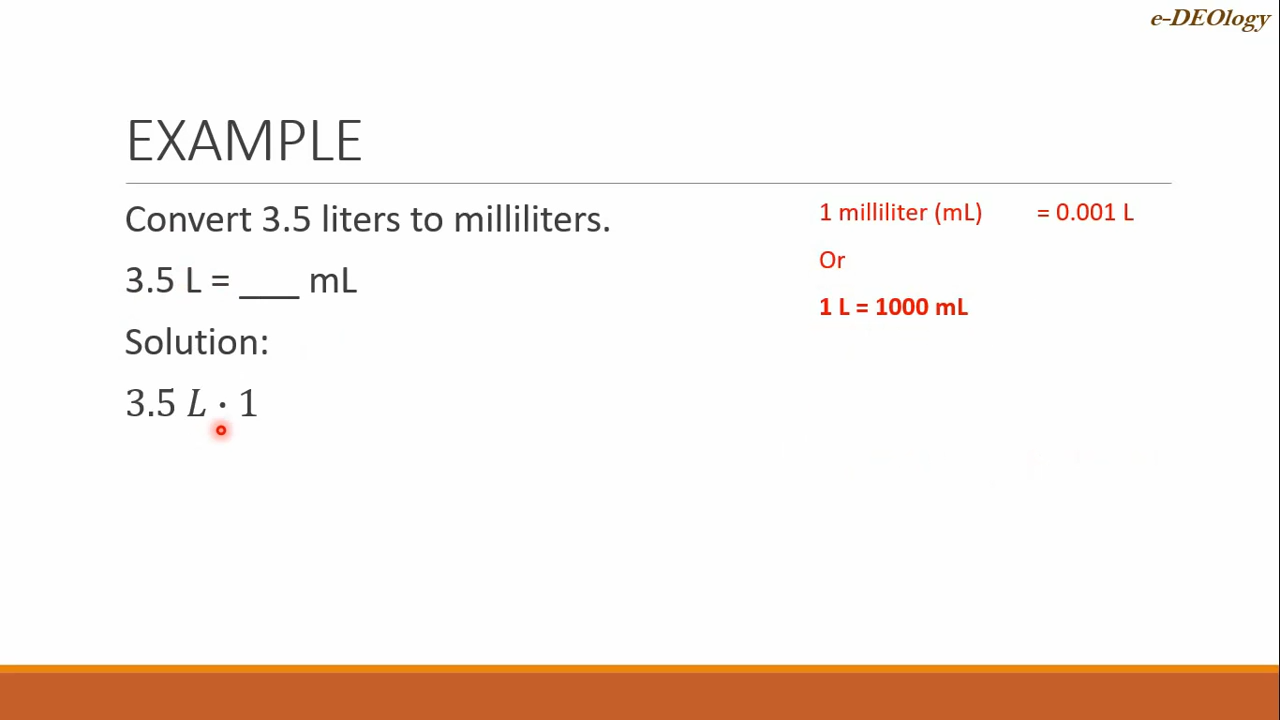 e-DEOlogy
EXAMPLE
Convert 3.5 liters to milliliters.
3.5 L = ___ mL
Solution:
3.5 L · 1
1 milliliter (mL) = 0.001 L
Or
1 L = 1000 mL